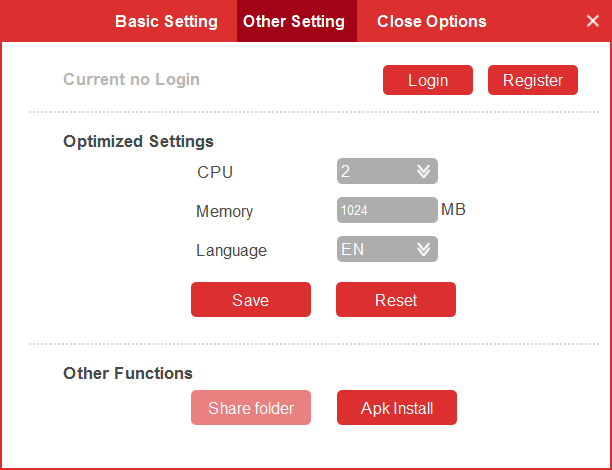 Basic Setting Other Setting Close Options
Current no Login Login Register
Optimized Settings
CPU 2
Memory 1024 MB
Language EN
Save Reset
Other Functions
Share folder Apk Install